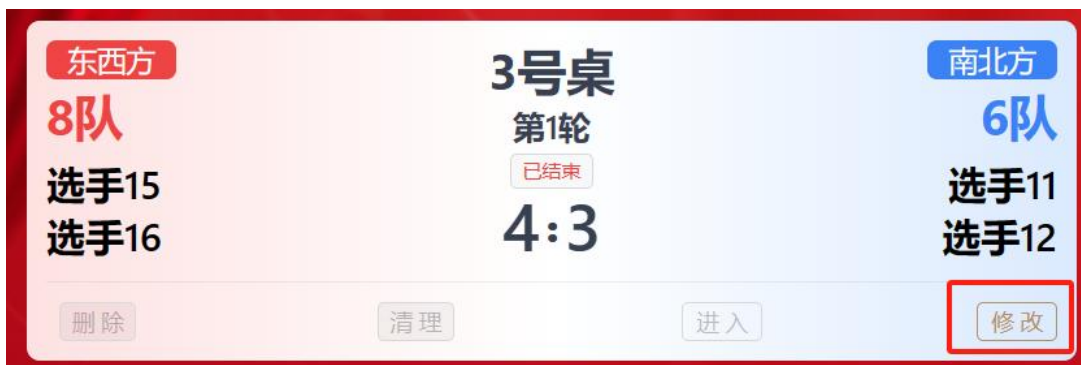 东西方
8队
选手15
选手16
3号桌
第1轮
已结束
4:3
南北方
6队
选手11
选手12
删除
清理
进入
修改